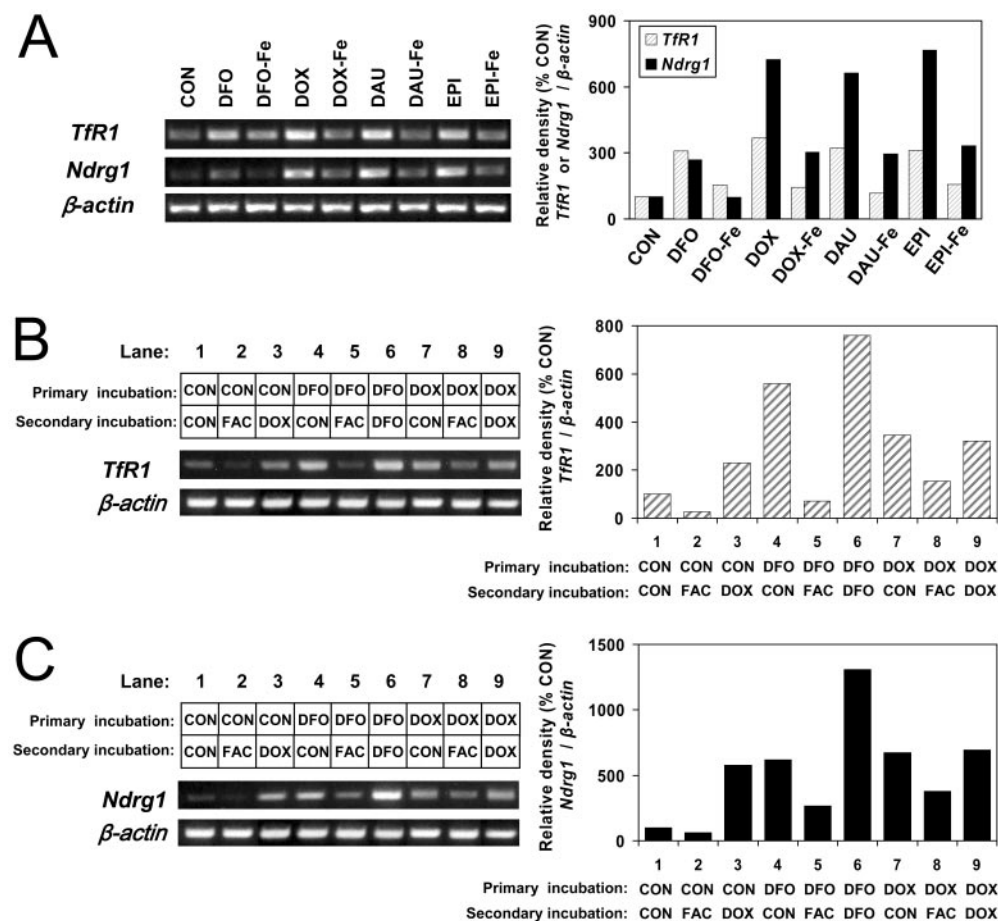 A
CON DFO DFO-Fe DOX DOX-Fe DAU DAU-Fe EPI EPI-Fe
TfR1
Ndrg1
β-actin
Relative density (% CON)
TfR1 or Ndrg1 / β-actin
900
600
300
0
TfR1
Ndrg1
CON DFO DFO-Fe DOX DOX-Fe DAU DAU-Fe EPI EPI-Fe
B
Lane: 1 2 3 4 5 6 7 8 9
Primary incubation: CON CON CON DFO DFO DFO DOX DOX DOX
Secondary incubation: CON FAC DOX CON FAC DFO CON FAC DOX
TfR1
β-actin
Relative density (% CON)
TfR1 / β-actin
800
600
400
200
0
1 2 3 4 5 6 7 8 9
Primary incubation: CON CON CON DFO DFO DFO DOX DOX DOX
Secondary incubation: CON FAC DOX CON FAC DFO CON FAC DOX
C
Lane: 1 2 3 4 5 6 7 8 9
Primary incubation: CON CON CON DFO DFO DFO DOX DOX DOX
Secondary incubation: CON FAC DOX CON FAC DFO CON FAC DOX
Ndrg1
β-actin
Relative density (% CON)
Ndrg1 / β-actin
1500
1000
500
0
1 2 3 4 5 6 7 8 9
Primary incubation: CON CON CON DFO DFO DFO DOX DOX DOX
Secondary incubation: CON FAC DOX CON FAC DFO CON FAC DOX